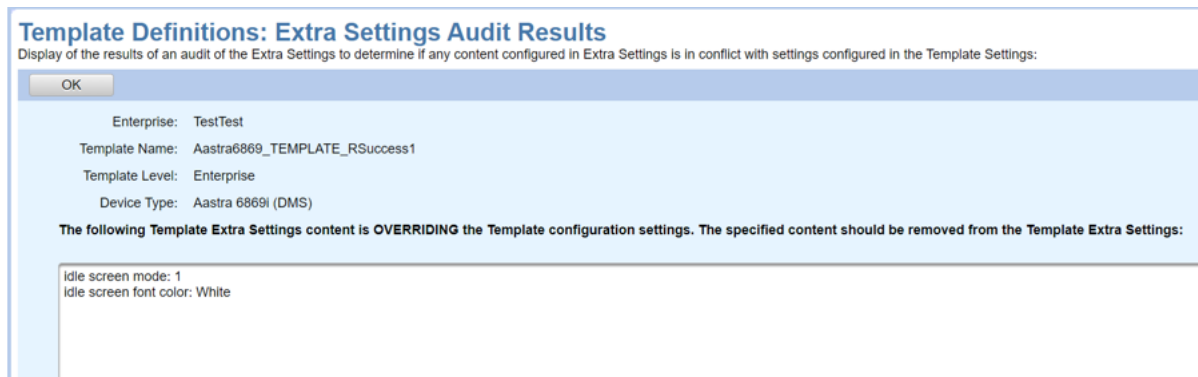 Template Definitions: Extra Settings Audit Results
Display of the results of an audit of the Extra Settings to determine if any content configured in Extra Settings is in conflict with settings configured in the Template Settings:
OK
Enterprise: TestTest
Template Name: Aastra6869_TEMPLATE_RSuccess1
Template Level: Enterprise
Device Type: Aastra 6869i (DMS)
The following Template Extra Settings content is OVERRIDING the Template configuration settings. The specified content should be removed from the Template Extra Settings:
idle screen mode: 1
idle screen font color: White